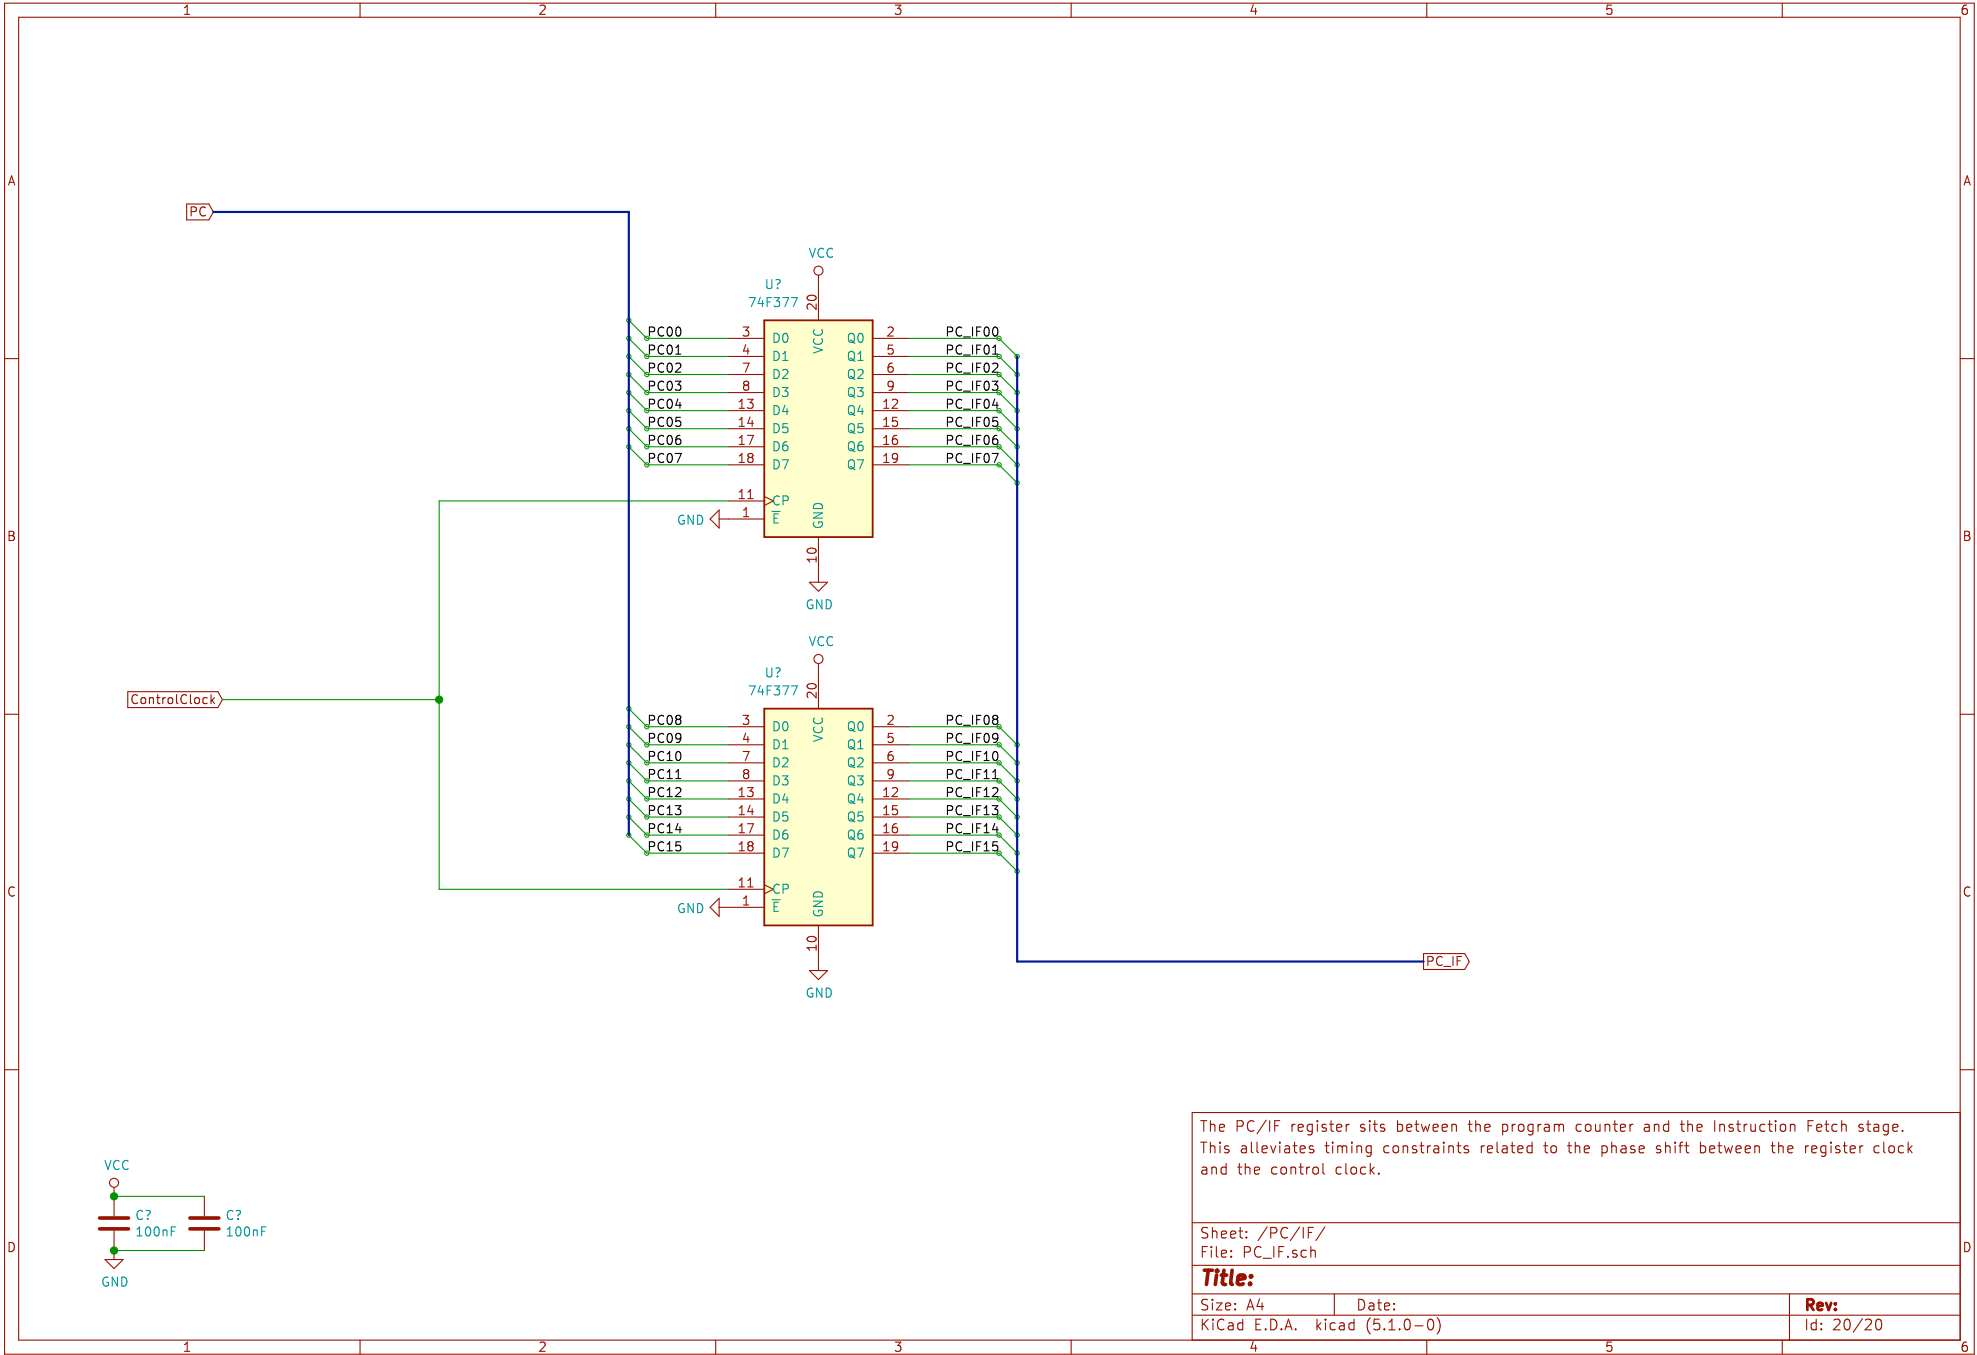 1 2 3 4 5 6
A A
PC
VCC
U?
74F377
20
VCC
PC00 3 D0 Q0 2 PC_IF00
PC01 4 D1 Q1 5 PC_IF01
PC02 7 D2 Q2 6 PC_IF02
PC03 8 D3 Q3 9 PC_IF03
PC04 13 D4 Q4 12 PC_IF04
PC05 14 D5 Q5 15 PC_IF05
PC06 17 D6 Q6 16 PC_IF06
PC07 18 D7 Q7 19 PC_IF07
11 CP
GND 1 E GND
B B
10
GND
VCC
U?
74F377
20
ControlClock
VCC
PC08 3 D0 Q0 2 PC_IF08
PC09 4 D1 Q1 5 PC_IF09
PC10 7 D2 Q2 6 PC_IF10
PC11 8 D3 Q3 9 PC_IF11
PC12 13 D4 Q4 12 PC_IF12
PC13 14 D5 Q5 15 PC_IF13
PC14 17 D6 Q6 16 PC_IF14
PC15 18 D7 Q7 19 PC_IF15
11 CP
C C
GND 1 E GND
10
PC_IF
GND
The PC/IF register sits between the program counter and the Instruction Fetch stage.
This alleviates timing constraints related to the phase shift between the register clock
and the control clock.
VCC
C? C?
100nF 100nF
GND
D D
Sheet: /PC/IF/
File: PC_IF.sch
Title:
Size: A4 Date: Rev:
KiCad E.D.A. kicad (5.1.0-0) Id: 20/20
1 2 3 4 5 6